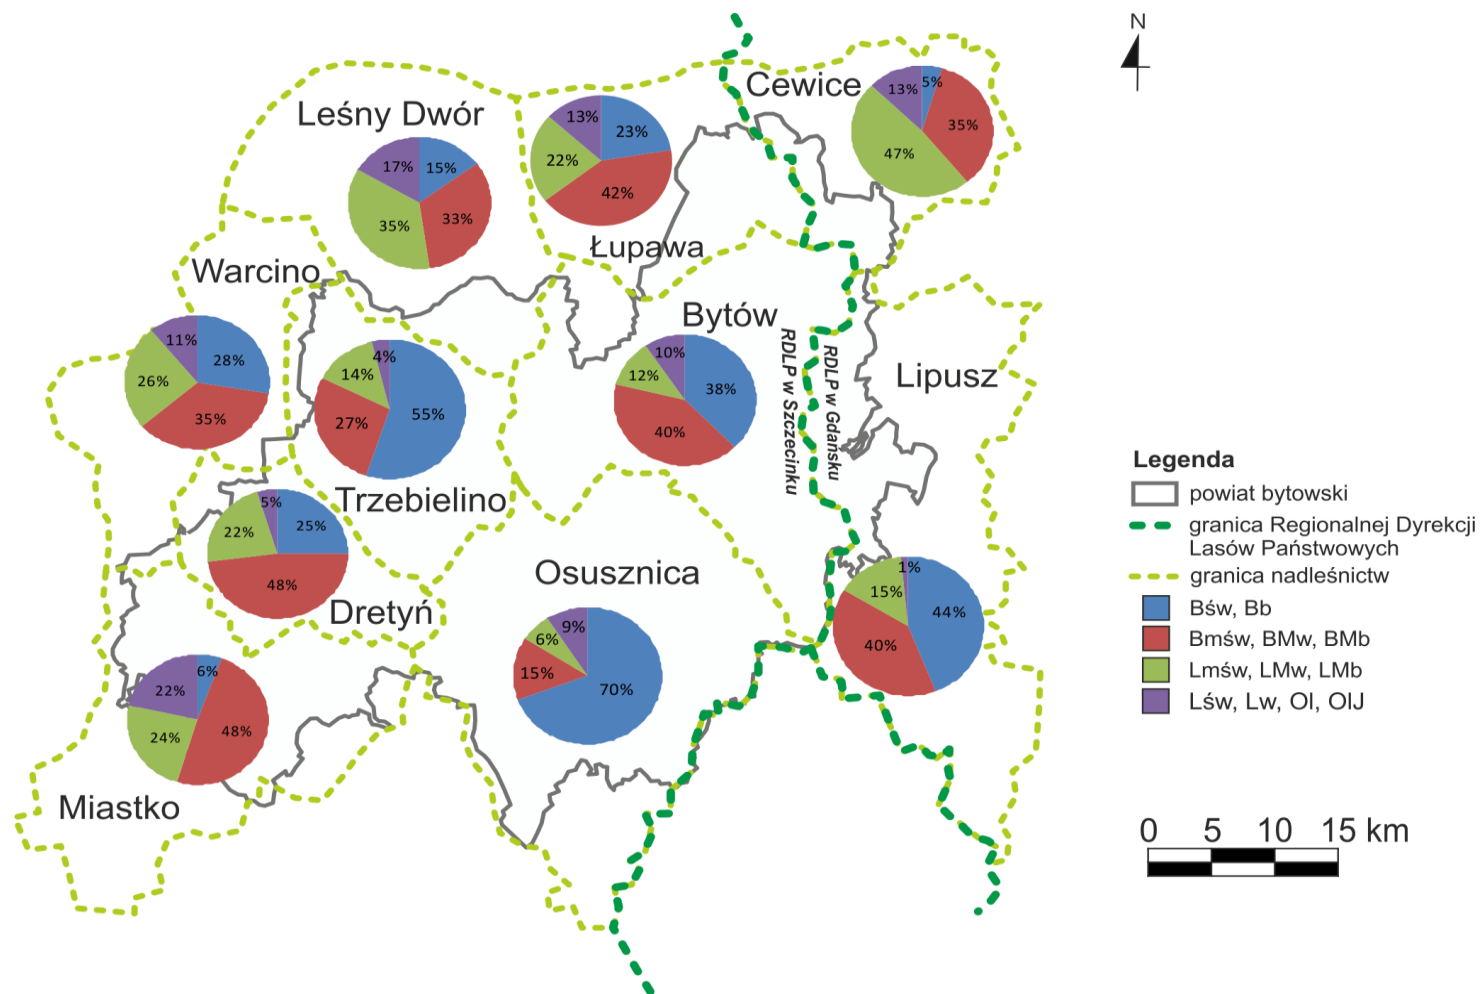 N
Cewice
5%
13%
35%
47%
Leśny Dwór
15%
17%
33%
35%
13%
23%
22%
42%
Łupawa
Warcino
11%
28%
26%
35%
4%
14%
55%
27%
Trzebielino
Bytów
10%
38%
12%
40%
RDLP w Szczecinku
RDLP w Gdańsku
Lipusz
1%
15%
44%
40%
5%
25%
22%
48%
Dretyń
Osusznica
9%
6%
15%
70%
6%
22%
48%
24%
Miastko
Legenda
powiat bytowski
granica Regionalnej Dyrekcji
Lasów Państwowych
granica nadleśnictw
Bśw, Bb
Bmśw, BMw, BMb
Lmśw, LMw, LMb
Lśw, Lw, Ol, OlJ
0 5 10 15 km